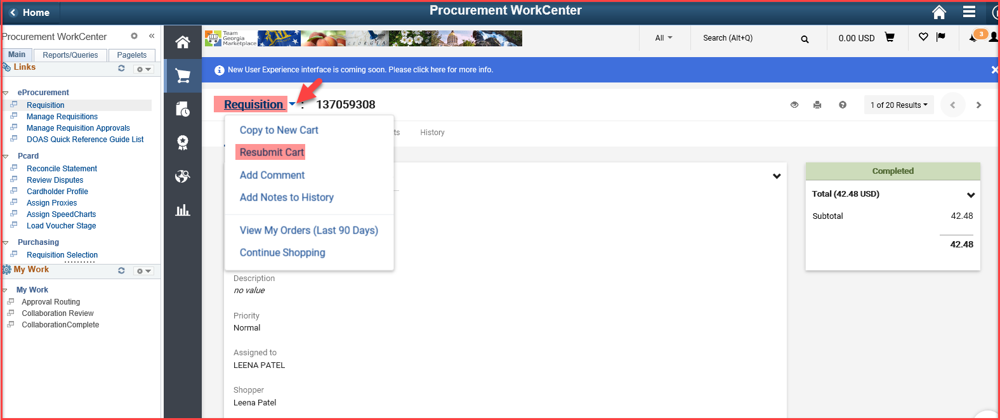 Home
Procurement WorkCenter
Procurement WorkCenter
Main
Reports/Queries
Pagelets
Links
eProcurement
Requisition
Manage Requisitions
Manage Requisition Approvals
DOAS Quick Reference Guide List
Pcard
Reconcile Statement
Review Disputes
Cardholder Profile
Assign Proxies
Assign SpeedCharts
Load Voucher Stage
Purchasing
Requisition Selection
My Work
My Work
Approval Routing
Collaboration Review
CollaborationComplete
Team
Georgia
Marketplace
GEORGIA
All
Search (Alt+Q)
0.00 USD
3
New User Experience interface is coming soon. Please click here for more info.
Requisition : 137059308
1 of 20 Results
Copy to New Cart
Resubmit Cart
Add Comment
Add Notes to History
View My Orders (Last 90 Days)
Continue Shopping
ts
History
Description
no value
Priority
Normal
Assigned to
LEENA PATEL
Shopper
Leena Patel
Completed
Total (42.48 USD)
Subtotal 42.48
42.48